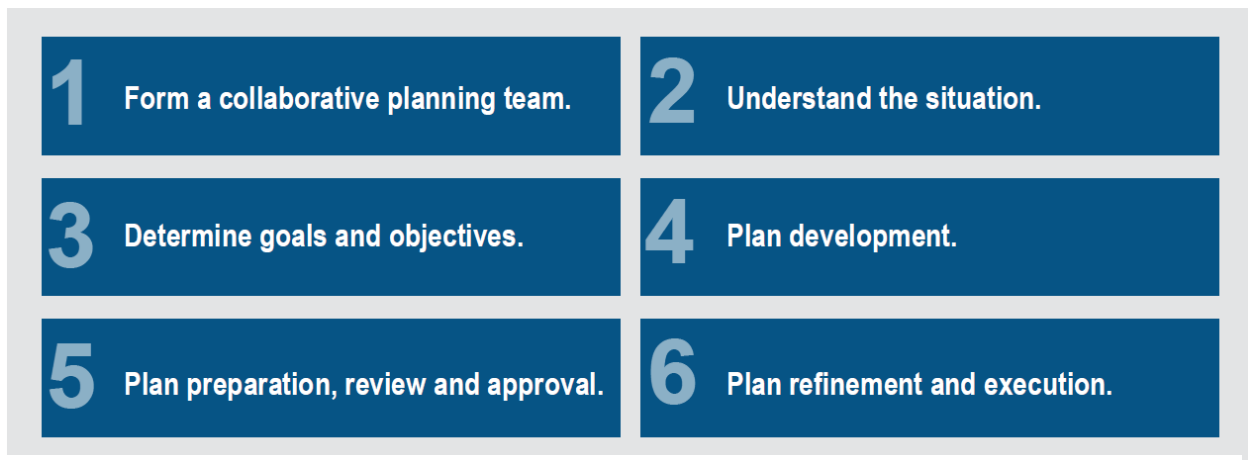 1 Form a collaborative planning team.
2 Understand the situation.
3 Determine goals and objectives.
4 Plan development.
5 Plan preparation, review and approval.
6 Plan refinement and execution.